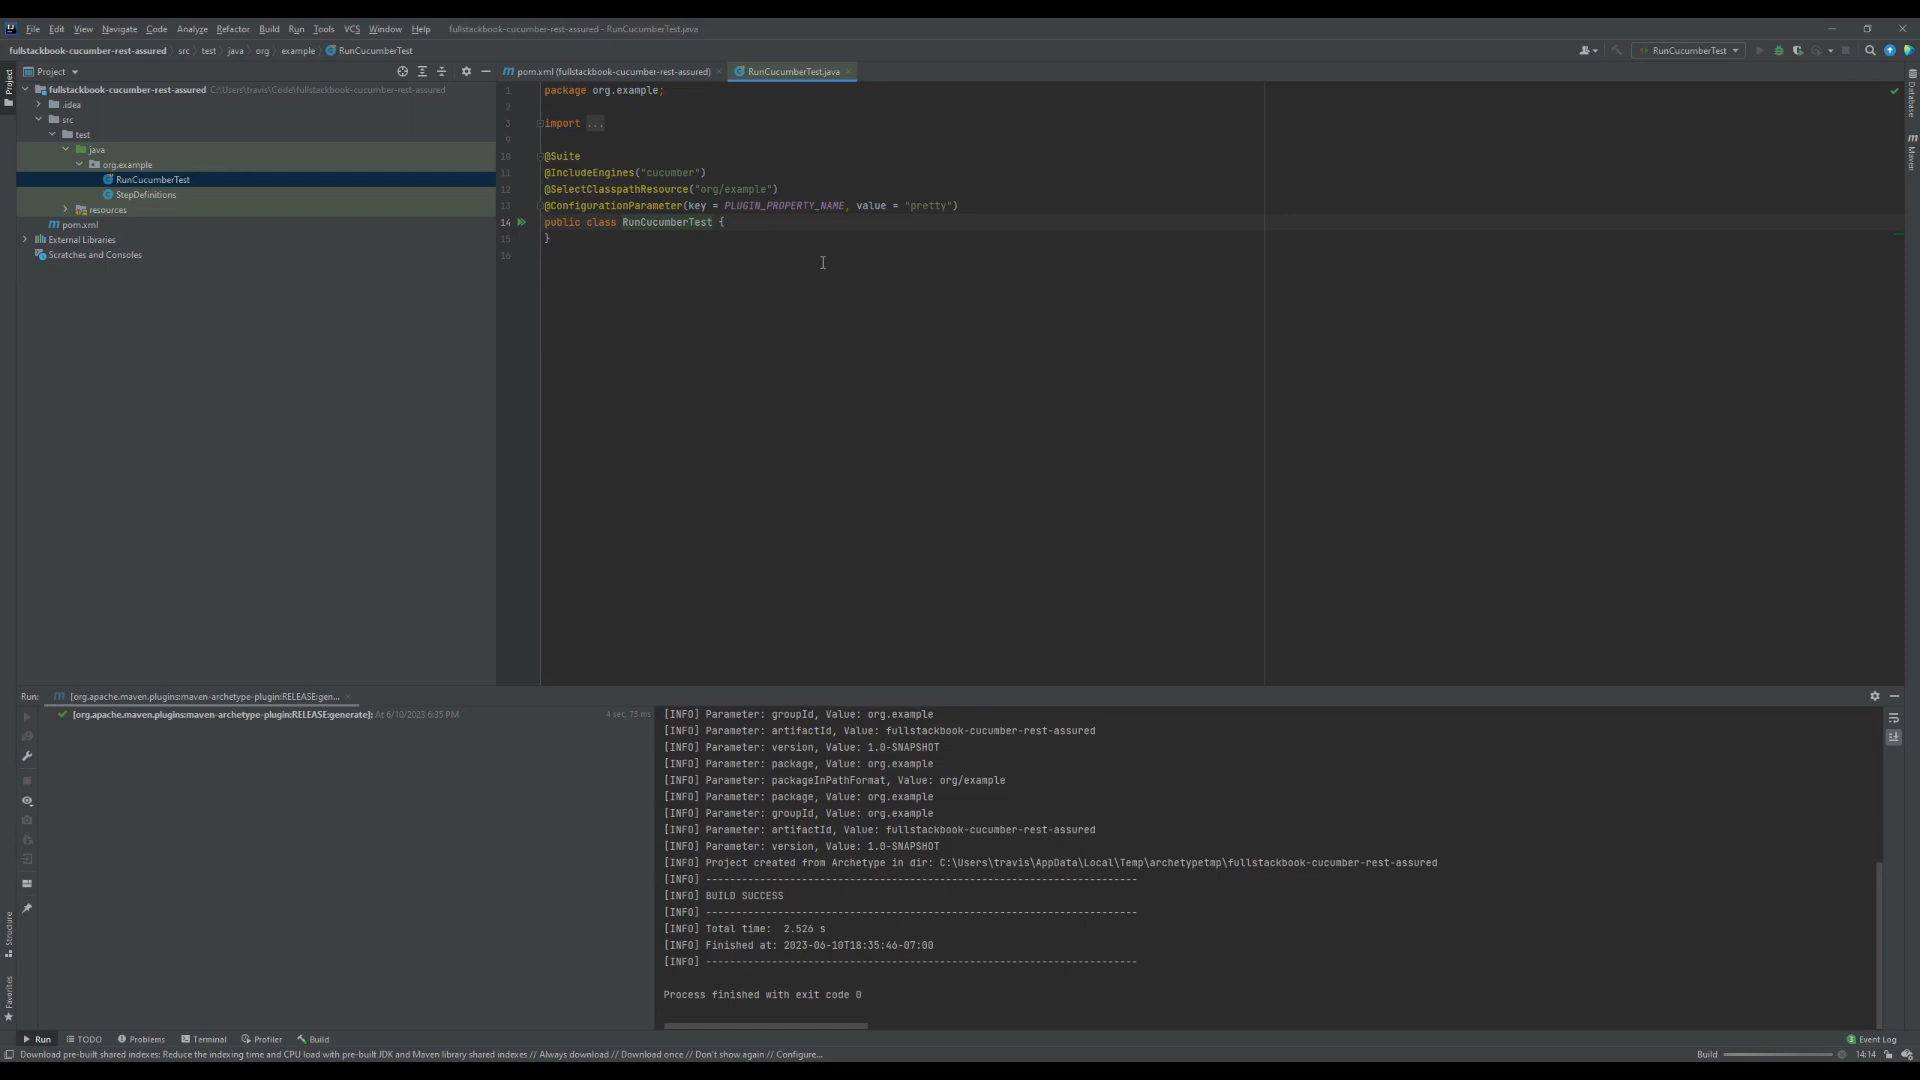 File Edit View Navigate Code Analyze Refactor Build Run Tools VCS Window Help fullstackbook-cucumber-rest-assured - RunCucumberTest.java
fullstackbook-cucumber-rest-assured src test java org example RunCucumberTest
RunCucumberTest
Project
pom.xml (fullstackbook-cucumber-rest-assured)
RunCucumberTest.java
Project
Structure
Favorites
Database
Maven
fullstackbook-cucumber-rest-assured C:\Users\travis\Code\fullstackbook-cucumber-rest-assured
.idea
src
test
java
org.example
RunCucumberTest
StepDefinitions
resources
pom.xml
External Libraries
Scratches and Consoles
1 package org.example;
2
3 import ...
9
10 @Suite
11 @IncludeEngines("cucumber")
12 @SelectClasspathResource("org/example")
13 @ConfigurationParameter(key = PLUGIN_PROPERTY_NAME, value = "pretty")
14 public class RunCucumberTest {
15 }
16
Run: [org.apache.maven.plugins:maven-archetype-plugin:RELEASE:gen...
[org.apache.maven.plugins:maven-archetype-plugin:RELEASE:generate]: At 6/10/2023 6:35 PM 4 sec, 73 ms
[INFO] Parameter: groupId, Value: org.example
[INFO] Parameter: artifactId, Value: fullstackbook-cucumber-rest-assured
[INFO] Parameter: version, Value: 1.0-SNAPSHOT
[INFO] Parameter: package, Value: org.example
[INFO] Parameter: packageInPathFormat, Value: org/example
[INFO] Parameter: package, Value: org.example
[INFO] Parameter: groupId, Value: org.example
[INFO] Parameter: artifactId, Value: fullstackbook-cucumber-rest-assured
[INFO] Parameter: version, Value: 1.0-SNAPSHOT
[INFO] Project created from Archetype in dir: C:\Users\travis\AppData\Local\Temp\archetypetmp\fullstackbook-cucumber-rest-assured
[INFO] ------------------------------------------------------------------------
[INFO] BUILD SUCCESS
[INFO] ------------------------------------------------------------------------
[INFO] Total time: 2.526 s
[INFO] Finished at: 2023-06-10T18:35:46-07:00
[INFO] ------------------------------------------------------------------------
Process finished with exit code 0
Run TODO Problems Terminal Profiler Build
3 Event Log
Download pre-built shared indexes: Reduce the indexing time and CPU load with pre-built JDK and Maven library shared indexes // Always download // Download once // Don't show again // Configure...
Build 14:14